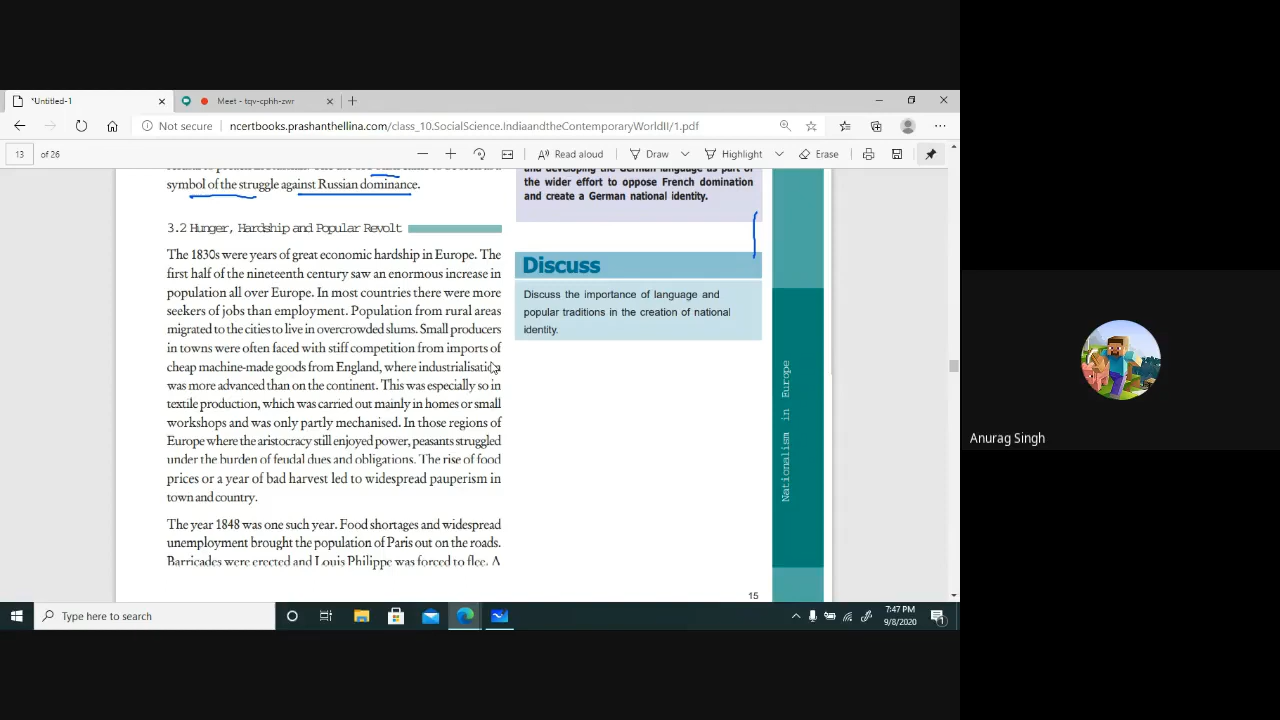 *Untitled-1
Meet - tqv-cphh-zwr
Not secure
ncertbooks.prashanthellina.com/class_10.SocialScience.IndiaandtheContemporaryWorldII/1.pdf
13 of 26
Read aloud
Draw
Highlight
Erase
symbol of the struggle against Russian dominance.
3.2 Hunger, Hardship and Popular Revolt
The 1830s were years of great economic hardship in Europe. The
first half of the nineteenth century saw an enormous increase in
population all over Europe. In most countries there were more
seekers of jobs than employment. Population from rural areas
migrated to the cities to live in overcrowded slums. Small producers
in towns were often faced with stiff competition from imports of
cheap machine-made goods from England, where industrialisation
was more advanced than on the continent. This was especially so in
textile production, which was carried out mainly in homes or small
workshops and was only partly mechanised. In those regions of
Europe where the aristocracy still enjoyed power, peasants struggled
under the burden of feudal dues and obligations. The rise of food
prices or a year of bad harvest led to widespread pauperism in
town and country.
The year 1848 was one such year. Food shortages and widespread
unemployment brought the population of Paris out on the roads.
Barricades were erected and Louis Philippe was forced to flee. A
and developing the German language as part of
the wider effort to oppose French domination
and create a German national identity.
Discuss
Discuss the importance of language and
popular traditions in the creation of national
identity.
15
Nationalism in Europe
Anurag Singh
Type here to search
7:47 PM
9/8/2020
1